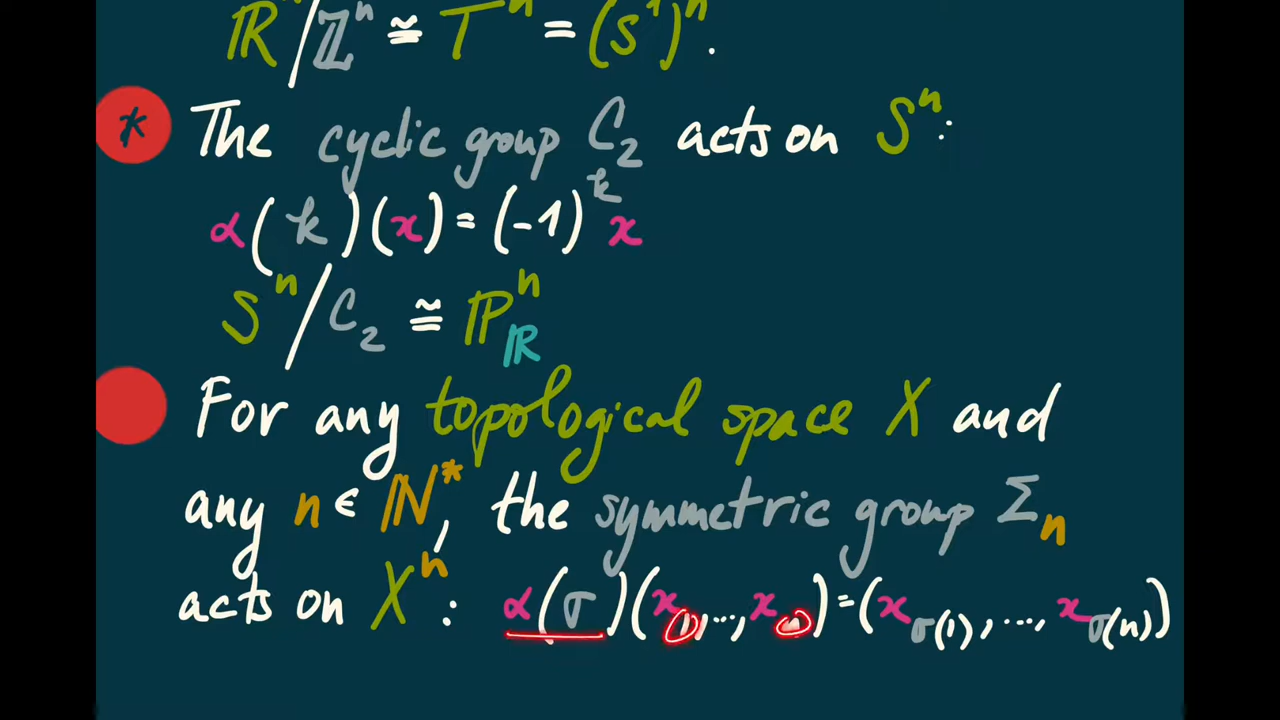 ℝⁿ/ℤⁿ ≅ Tⁿ = (S¹)ⁿ.
* The cyclic group C₂ acts on Sⁿ:
α(k)(x) = (-1)ᵏ x
Sⁿ/C₂ ≅ ℙⁿ_ℝ
For any topological space X and
any n ∈ ℕ*, the symmetric group Σₙ
acts on Xⁿ: α(σ)(x₁,...,xₙ) = (x_σ(1),...,x_σ(n))